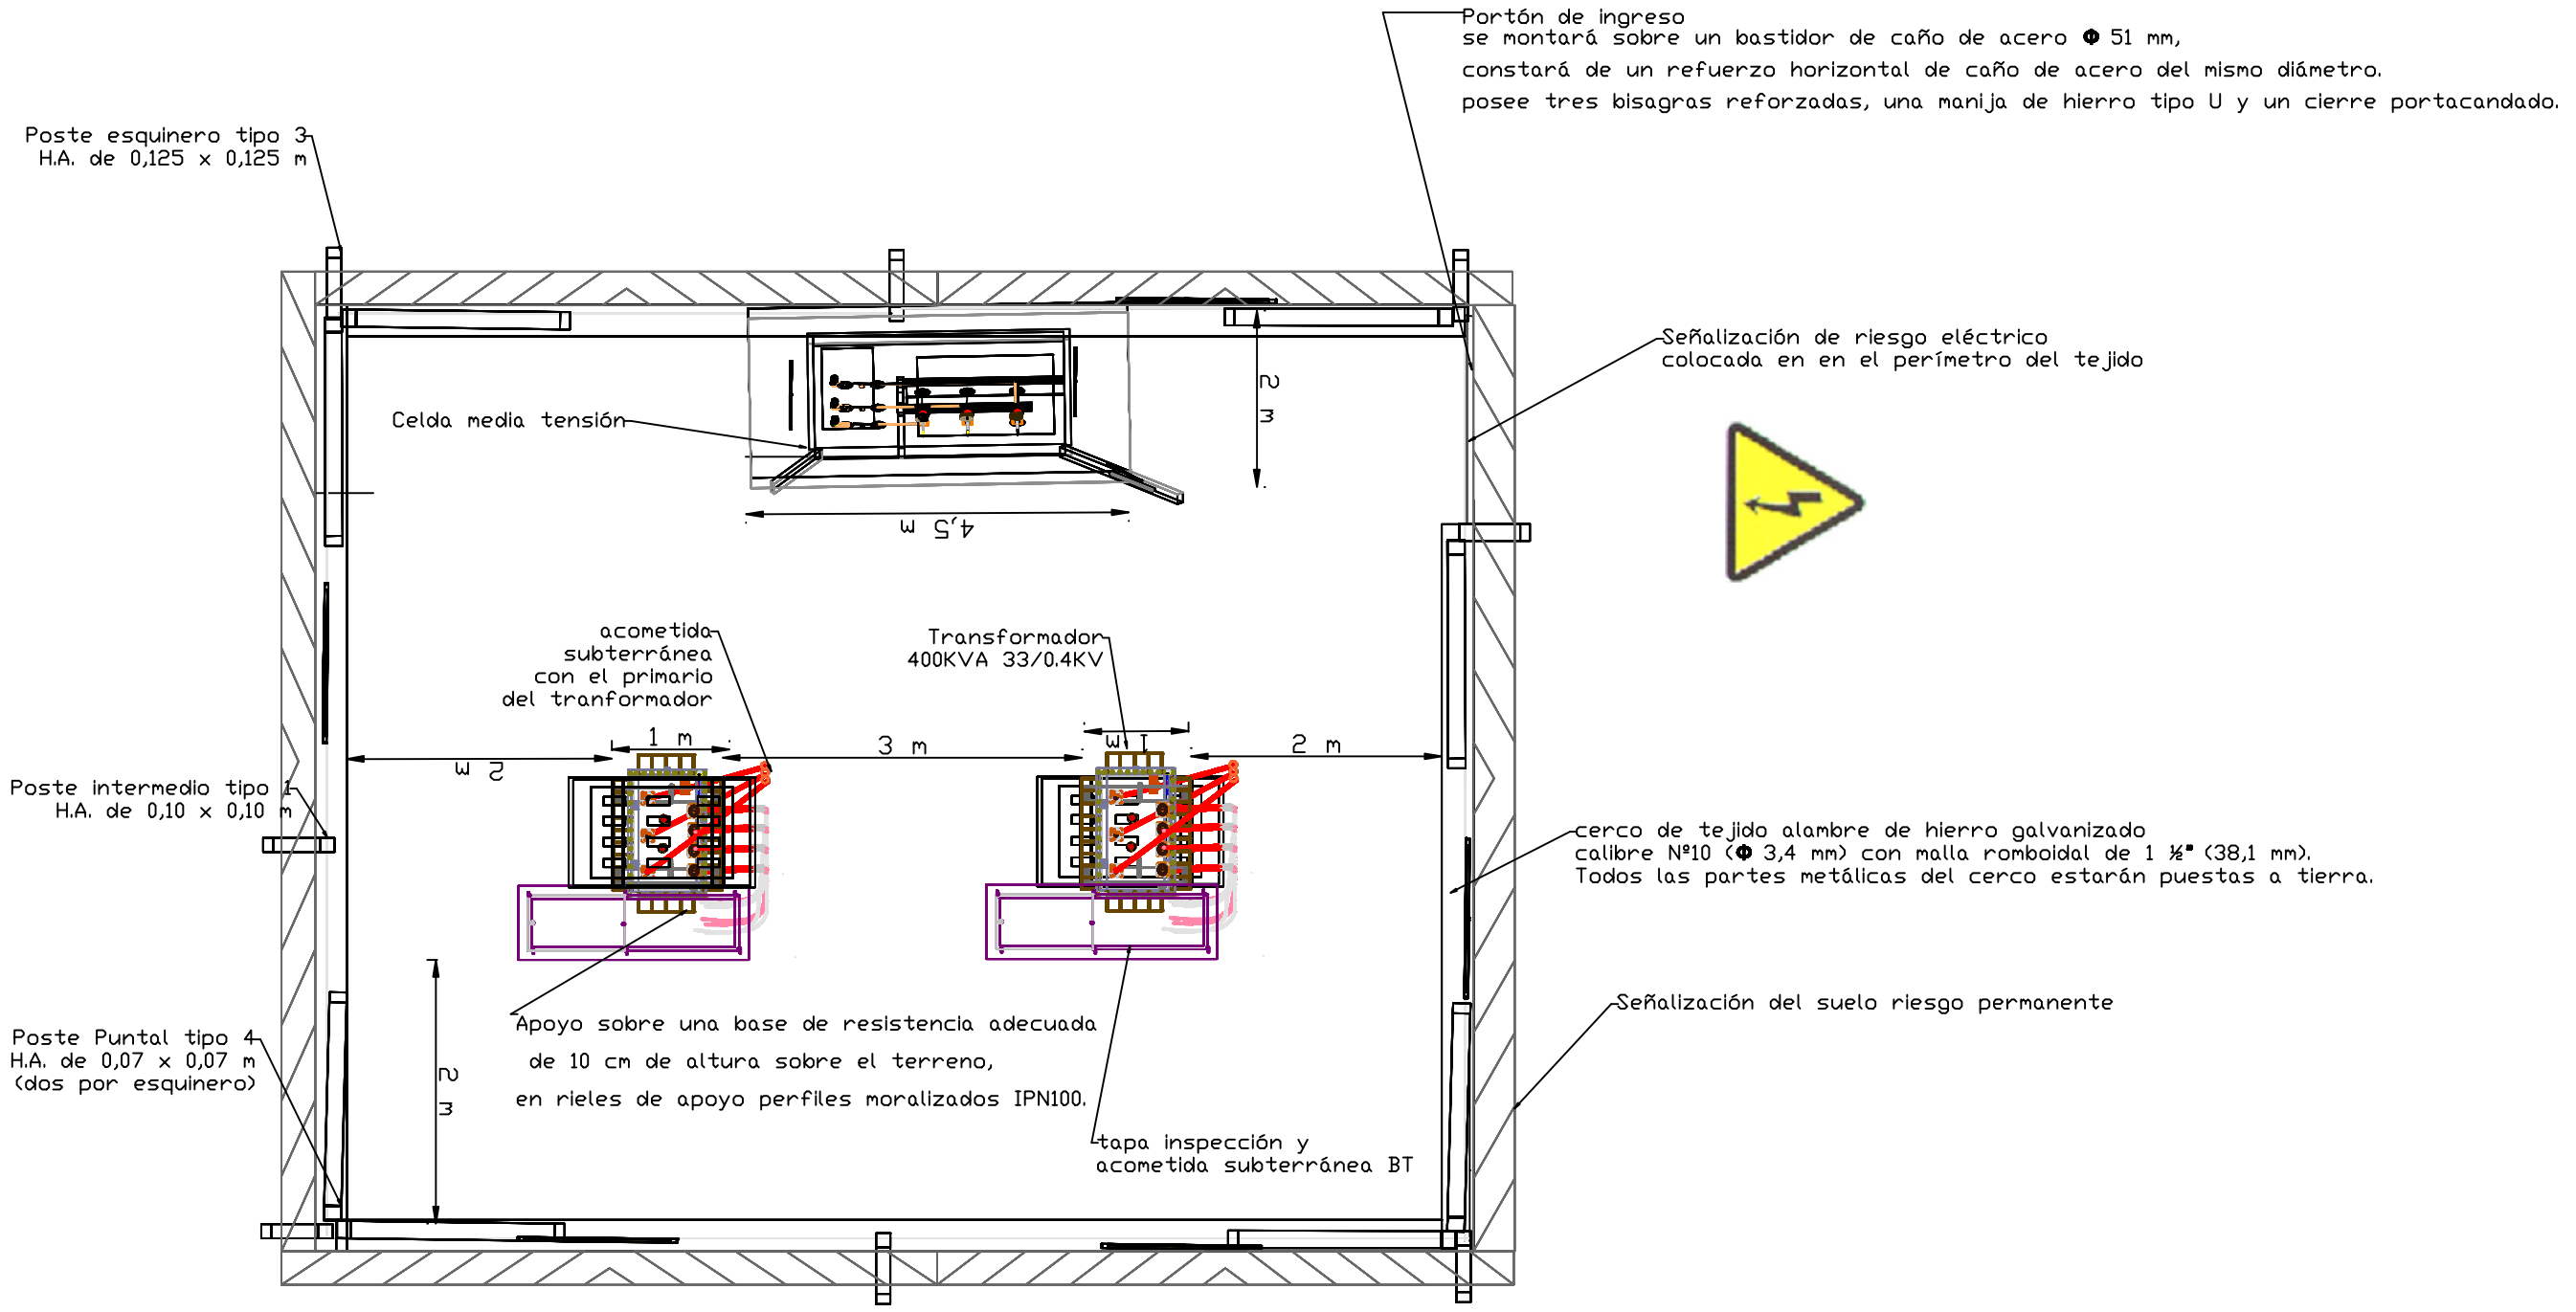 Portón de ingreso
se montará sobre un bastidor de caño de acero Φ 51 mm,
constará de un refuerzo horizontal de caño de acero del mismo diámetro.
posee tres bisagras reforzadas, una manija de hierro tipo U y un cierre portacandado.
Poste esquinero tipo 3
H.A. de 0,125 x 0,125 m
Señalización de riesgo eléctrico
colocada en en el perímetro del tejido
2 m
Celda media tensión
4,5 m
acometida
subterránea
con el primario
del tranformador
Transformador
400KVA 33/0.4KV
2 m
1 m
3 m
1 m
2 m
Poste intermedio tipo 1
H.A. de 0,10 x 0,10 m
cerco de tejido alambre de hierro galvanizado
calibre Nº10 (Φ 3,4 mm) con malla romboidal de 1 ½" (38,1 mm).
Todos las partes metálicas del cerco estarán puestas a tierra.
Señalización del suelo riesgo permanente
Apoyo sobre una base de resistencia adecuada
de 10 cm de altura sobre el terreno,
en rieles de apoyo perfiles moralizados IPN100.
Poste Puntal tipo 4
H.A. de 0,07 x 0,07 m
(dos por esquinero)
2 m
tapa inspección y
acometida subterránea BT